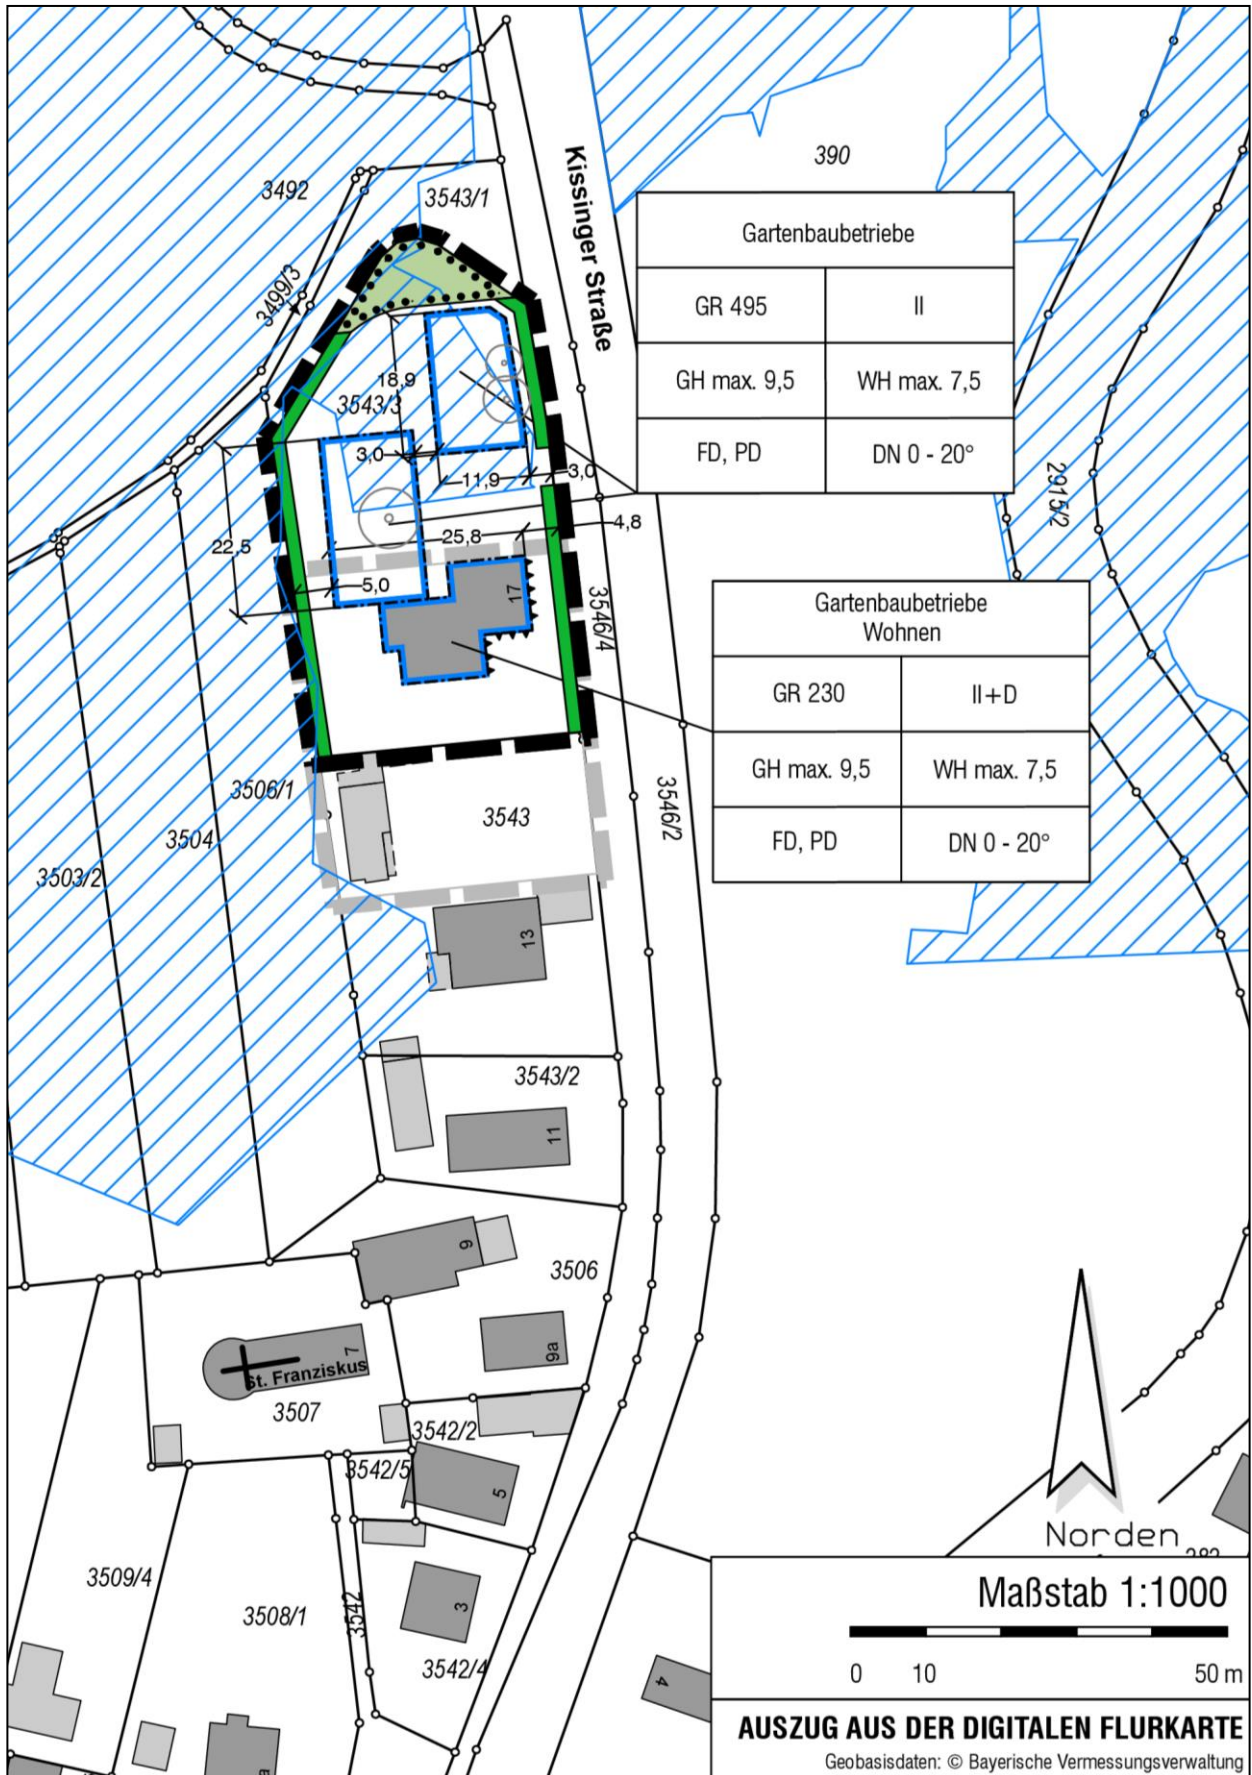 390
3492
3543/1
Kissinger Straße
3499/3
Gartenbaubetriebe
GR 495
II
GH max. 9,5
WH max. 7,5
FD, PD
DN 0 - 20°
18,9
3543/3
3,0
11,9
3,0
2915/2
25,8
4,8
22,5
5,0
17
3546/4
Gartenbaubetriebe
Wohnen
GR 230
II+D
GH max. 9,5
WH max. 7,5
FD, PD
DN 0 - 20°
3506/1
3543
3546/2
3504
3503/2
13
3543/2
11
9
3506
9a
7
St. Franziskus
3507
3542/2
3542/5
5
3509/4
3508/1
3542
3
3542/4
4
Norden
Maßstab 1:1000
0
10
50 m
AUSZUG AUS DER DIGITALEN FLURKARTE
Geobasisdaten: © Bayerische Vermessungsverwaltung